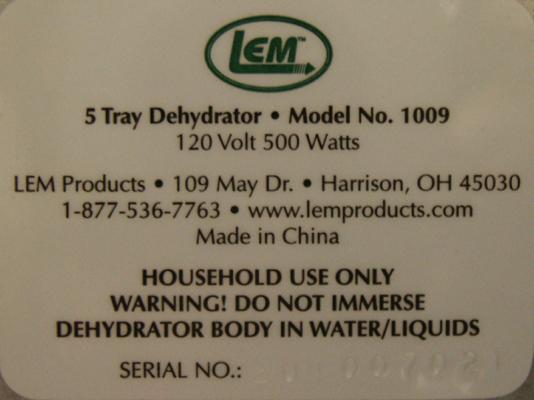 LEM™
5 Tray Dehydrator • Model No. 1009
120 Volt 500 Watts
LEM Products • 109 May Dr. • Harrison, OH 45030
1-877-536-7763 • www.lemproducts.com
Made in China
HOUSEHOLD USE ONLY
WARNING! DO NOT IMMERSE
DEHYDRATOR BODY IN WATER/LIQUIDS
SERIAL NO.: